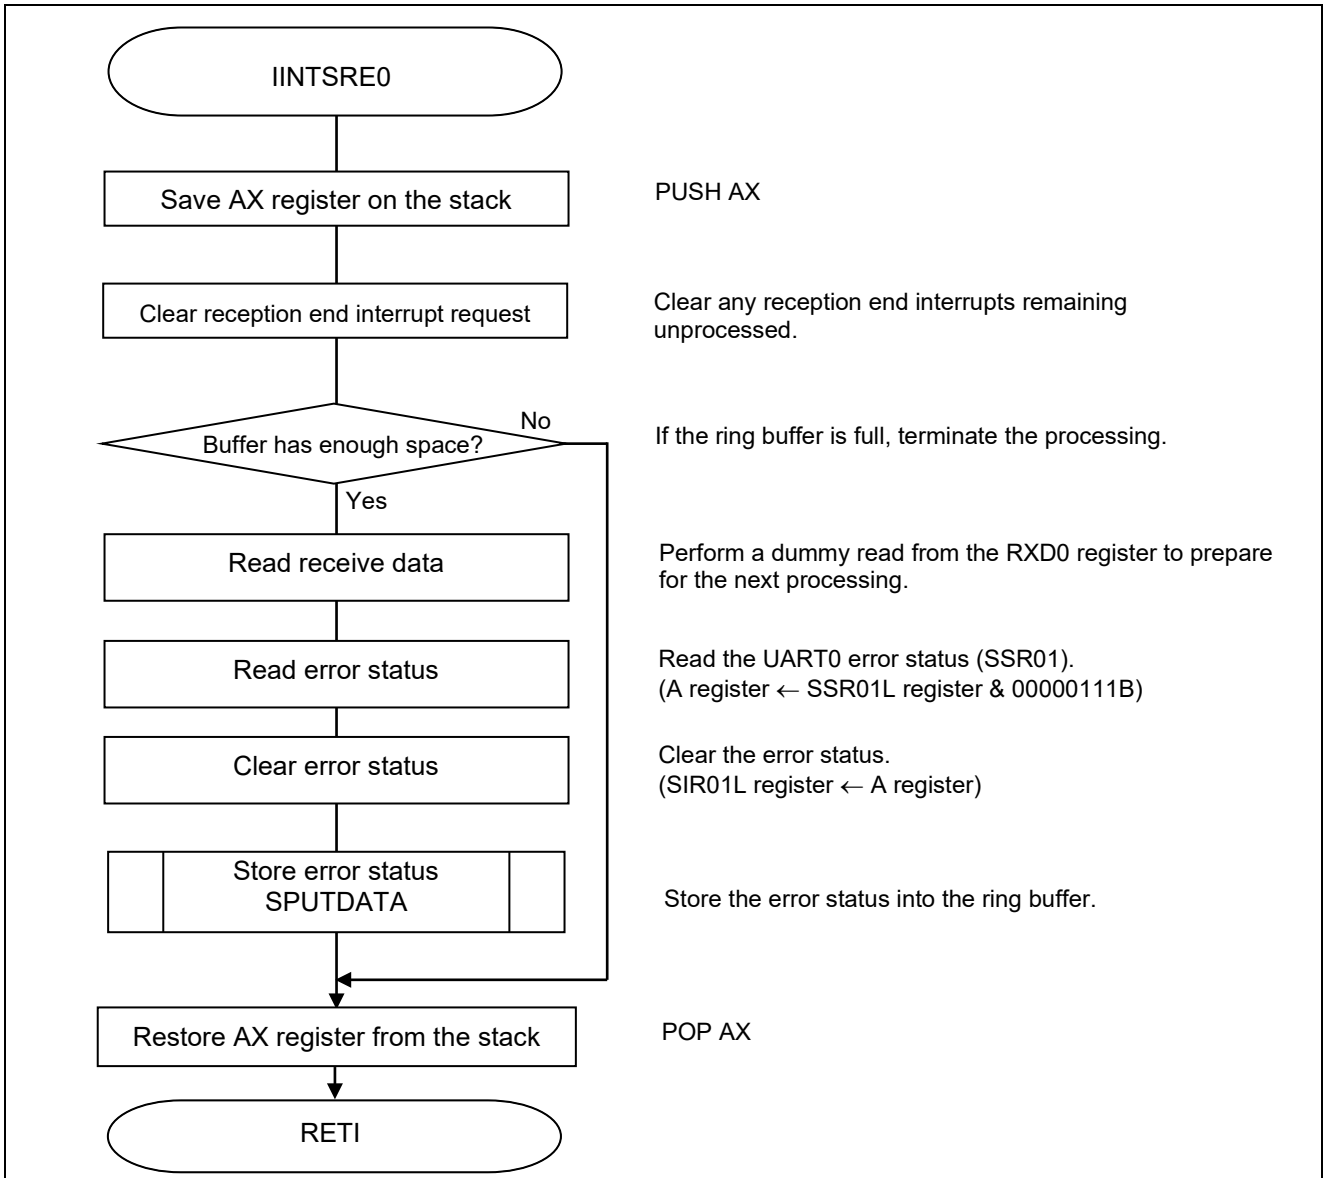 IINTSRE0
Save AX register on the stack
PUSH AX
Clear reception end interrupt request
Clear any reception end interrupts remaining
unprocessed.
Buffer has enough space?
No
If the ring buffer is full, terminate the processing.
Yes
Read receive data
Perform a dummy read from the RXD0 register to prepare
for the next processing.
Read error status
Read the UART0 error status (SSR01).
(A register ← SSR01L register & 00000111B)
Clear error status
Clear the error status.
(SIR01L register ← A register)
Store error status
SPUTDATA
Store the error status into the ring buffer.
Restore AX register from the stack
POP AX
RETI